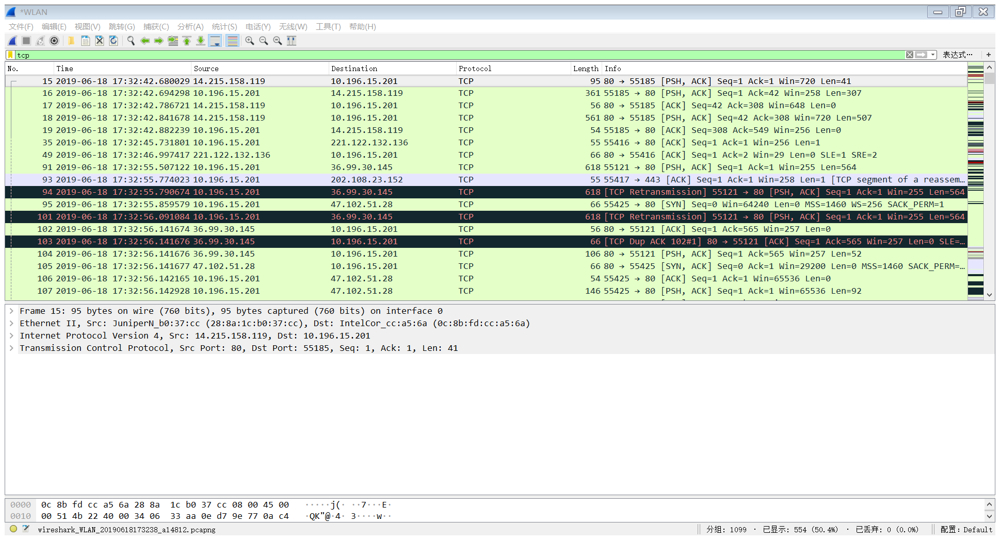 *WLAN
文件(F) 编辑(E) 视图(V) 跳转(G) 捕获(C) 分析(A) 统计(S) 电话(Y) 无线(W) 工具(T) 帮助(H)
tcp 表达式… +
No. Time Source Destination Protocol Length Info
15 2019-06-18 17:32:42.680029 14.215.158.119 10.196.15.201 TCP 95 80 → 55185 [PSH, ACK] Seq=1 Ack=1 Win=720 Len=41
16 2019-06-18 17:32:42.694298 10.196.15.201 14.215.158.119 TCP 361 55185 → 80 [PSH, ACK] Seq=1 Ack=42 Win=258 Len=307
17 2019-06-18 17:32:42.786721 14.215.158.119 10.196.15.201 TCP 56 80 → 55185 [ACK] Seq=42 Ack=308 Win=648 Len=0
18 2019-06-18 17:32:42.841678 14.215.158.119 10.196.15.201 TCP 561 80 → 55185 [PSH, ACK] Seq=42 Ack=308 Win=720 Len=507
19 2019-06-18 17:32:42.882239 10.196.15.201 14.215.158.119 TCP 54 55185 → 80 [ACK] Seq=308 Ack=549 Win=256 Len=0
35 2019-06-18 17:32:45.731801 10.196.15.201 221.122.132.136 TCP 55 55416 → 80 [ACK] Seq=1 Ack=1 Win=256 Len=1
49 2019-06-18 17:32:46.997417 221.122.132.136 10.196.15.201 TCP 66 80 → 55416 [ACK] Seq=1 Ack=2 Win=29 Len=0 SLE=1 SRE=2
91 2019-06-18 17:32:55.507122 10.196.15.201 36.99.30.145 TCP 618 55121 → 80 [PSH, ACK] Seq=1 Ack=1 Win=255 Len=564
93 2019-06-18 17:32:55.774023 10.196.15.201 202.108.23.152 TCP 55 55417 → 443 [ACK] Seq=1 Ack=1 Win=258 Len=1 [TCP segment of a reassem…
94 2019-06-18 17:32:55.790674 10.196.15.201 36.99.30.145 TCP 618 [TCP Retransmission] 55121 → 80 [PSH, ACK] Seq=1 Ack=1 Win=255 Len=564
95 2019-06-18 17:32:55.859579 10.196.15.201 47.102.51.28 TCP 66 55425 → 80 [SYN] Seq=0 Win=64240 Len=0 MSS=1460 WS=256 SACK_PERM=1
101 2019-06-18 17:32:56.091084 10.196.15.201 36.99.30.145 TCP 618 [TCP Retransmission] 55121 → 80 [PSH, ACK] Seq=1 Ack=1 Win=255 Len=564
102 2019-06-18 17:32:56.141674 36.99.30.145 10.196.15.201 TCP 56 80 → 55121 [ACK] Seq=1 Ack=565 Win=257 Len=0
103 2019-06-18 17:32:56.141676 36.99.30.145 10.196.15.201 TCP 66 [TCP Dup ACK 102#1] 80 → 55121 [ACK] Seq=1 Ack=565 Win=257 Len=0 SLE=…
104 2019-06-18 17:32:56.141676 36.99.30.145 10.196.15.201 TCP 106 80 → 55121 [PSH, ACK] Seq=1 Ack=565 Win=257 Len=52
105 2019-06-18 17:32:56.141677 47.102.51.28 10.196.15.201 TCP 66 80 → 55425 [SYN, ACK] Seq=0 Ack=1 Win=29200 Len=0 MSS=1460 SACK_PERM=…
106 2019-06-18 17:32:56.142165 10.196.15.201 47.102.51.28 TCP 54 55425 → 80 [ACK] Seq=1 Ack=1 Win=65536 Len=0
107 2019-06-18 17:32:56.142928 10.196.15.201 47.102.51.28 TCP 146 55425 → 80 [PSH, ACK] Seq=1 Ack=1 Win=65536 Len=92
Frame 15: 95 bytes on wire (760 bits), 95 bytes captured (760 bits) on interface 0
Ethernet II, Src: JuniperN_b0:37:cc (28:8a:1c:b0:37:cc), Dst: IntelCor_cc:a5:6a (0c:8b:fd:cc:a5:6a)
Internet Protocol Version 4, Src: 14.215.158.119, Dst: 10.196.15.201
Transmission Control Protocol, Src Port: 80, Dst Port: 55185, Seq: 1, Ack: 1, Len: 41
0000 0c 8b fd cc a5 6a 28 8a 1c b0 37 cc 08 00 45 00 ·····j(· ··7···E·
0010 00 51 4b 22 40 00 34 06 33 aa 0e d7 9e 77 0a c4 ·QK"@·4· 3····w··
wireshark_WLAN_20190618173238_a14812.pcapng 分组: 1099 · 已显示: 554 (50.4%) · 已丢弃: 0 (0.0%) 配置: Default